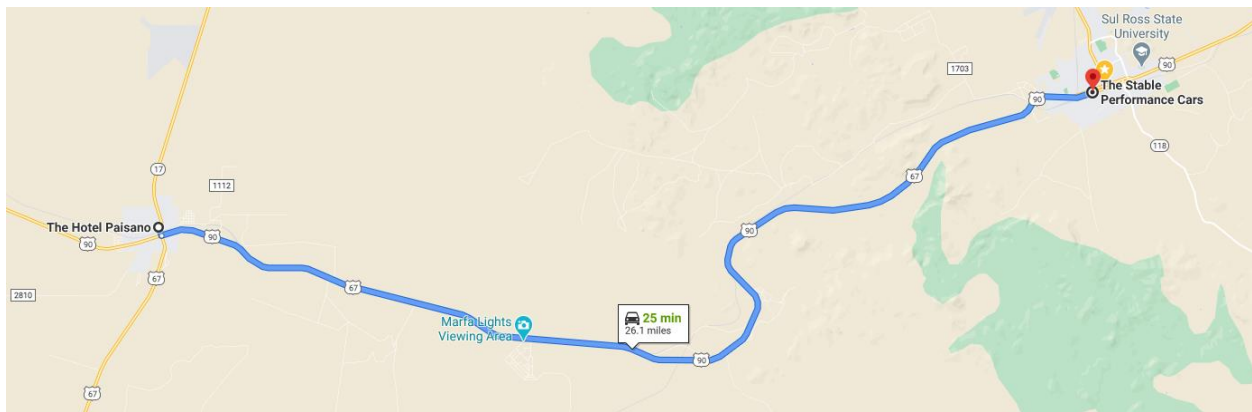 Sul Ross State
University
90
1703
The Stable
Performance Cars
90
118
17
67
1112
The Hotel Paisano
90
90
90
67
2810
67
25 min
26.1 miles
Marfa Lights
Viewing Area
90
67